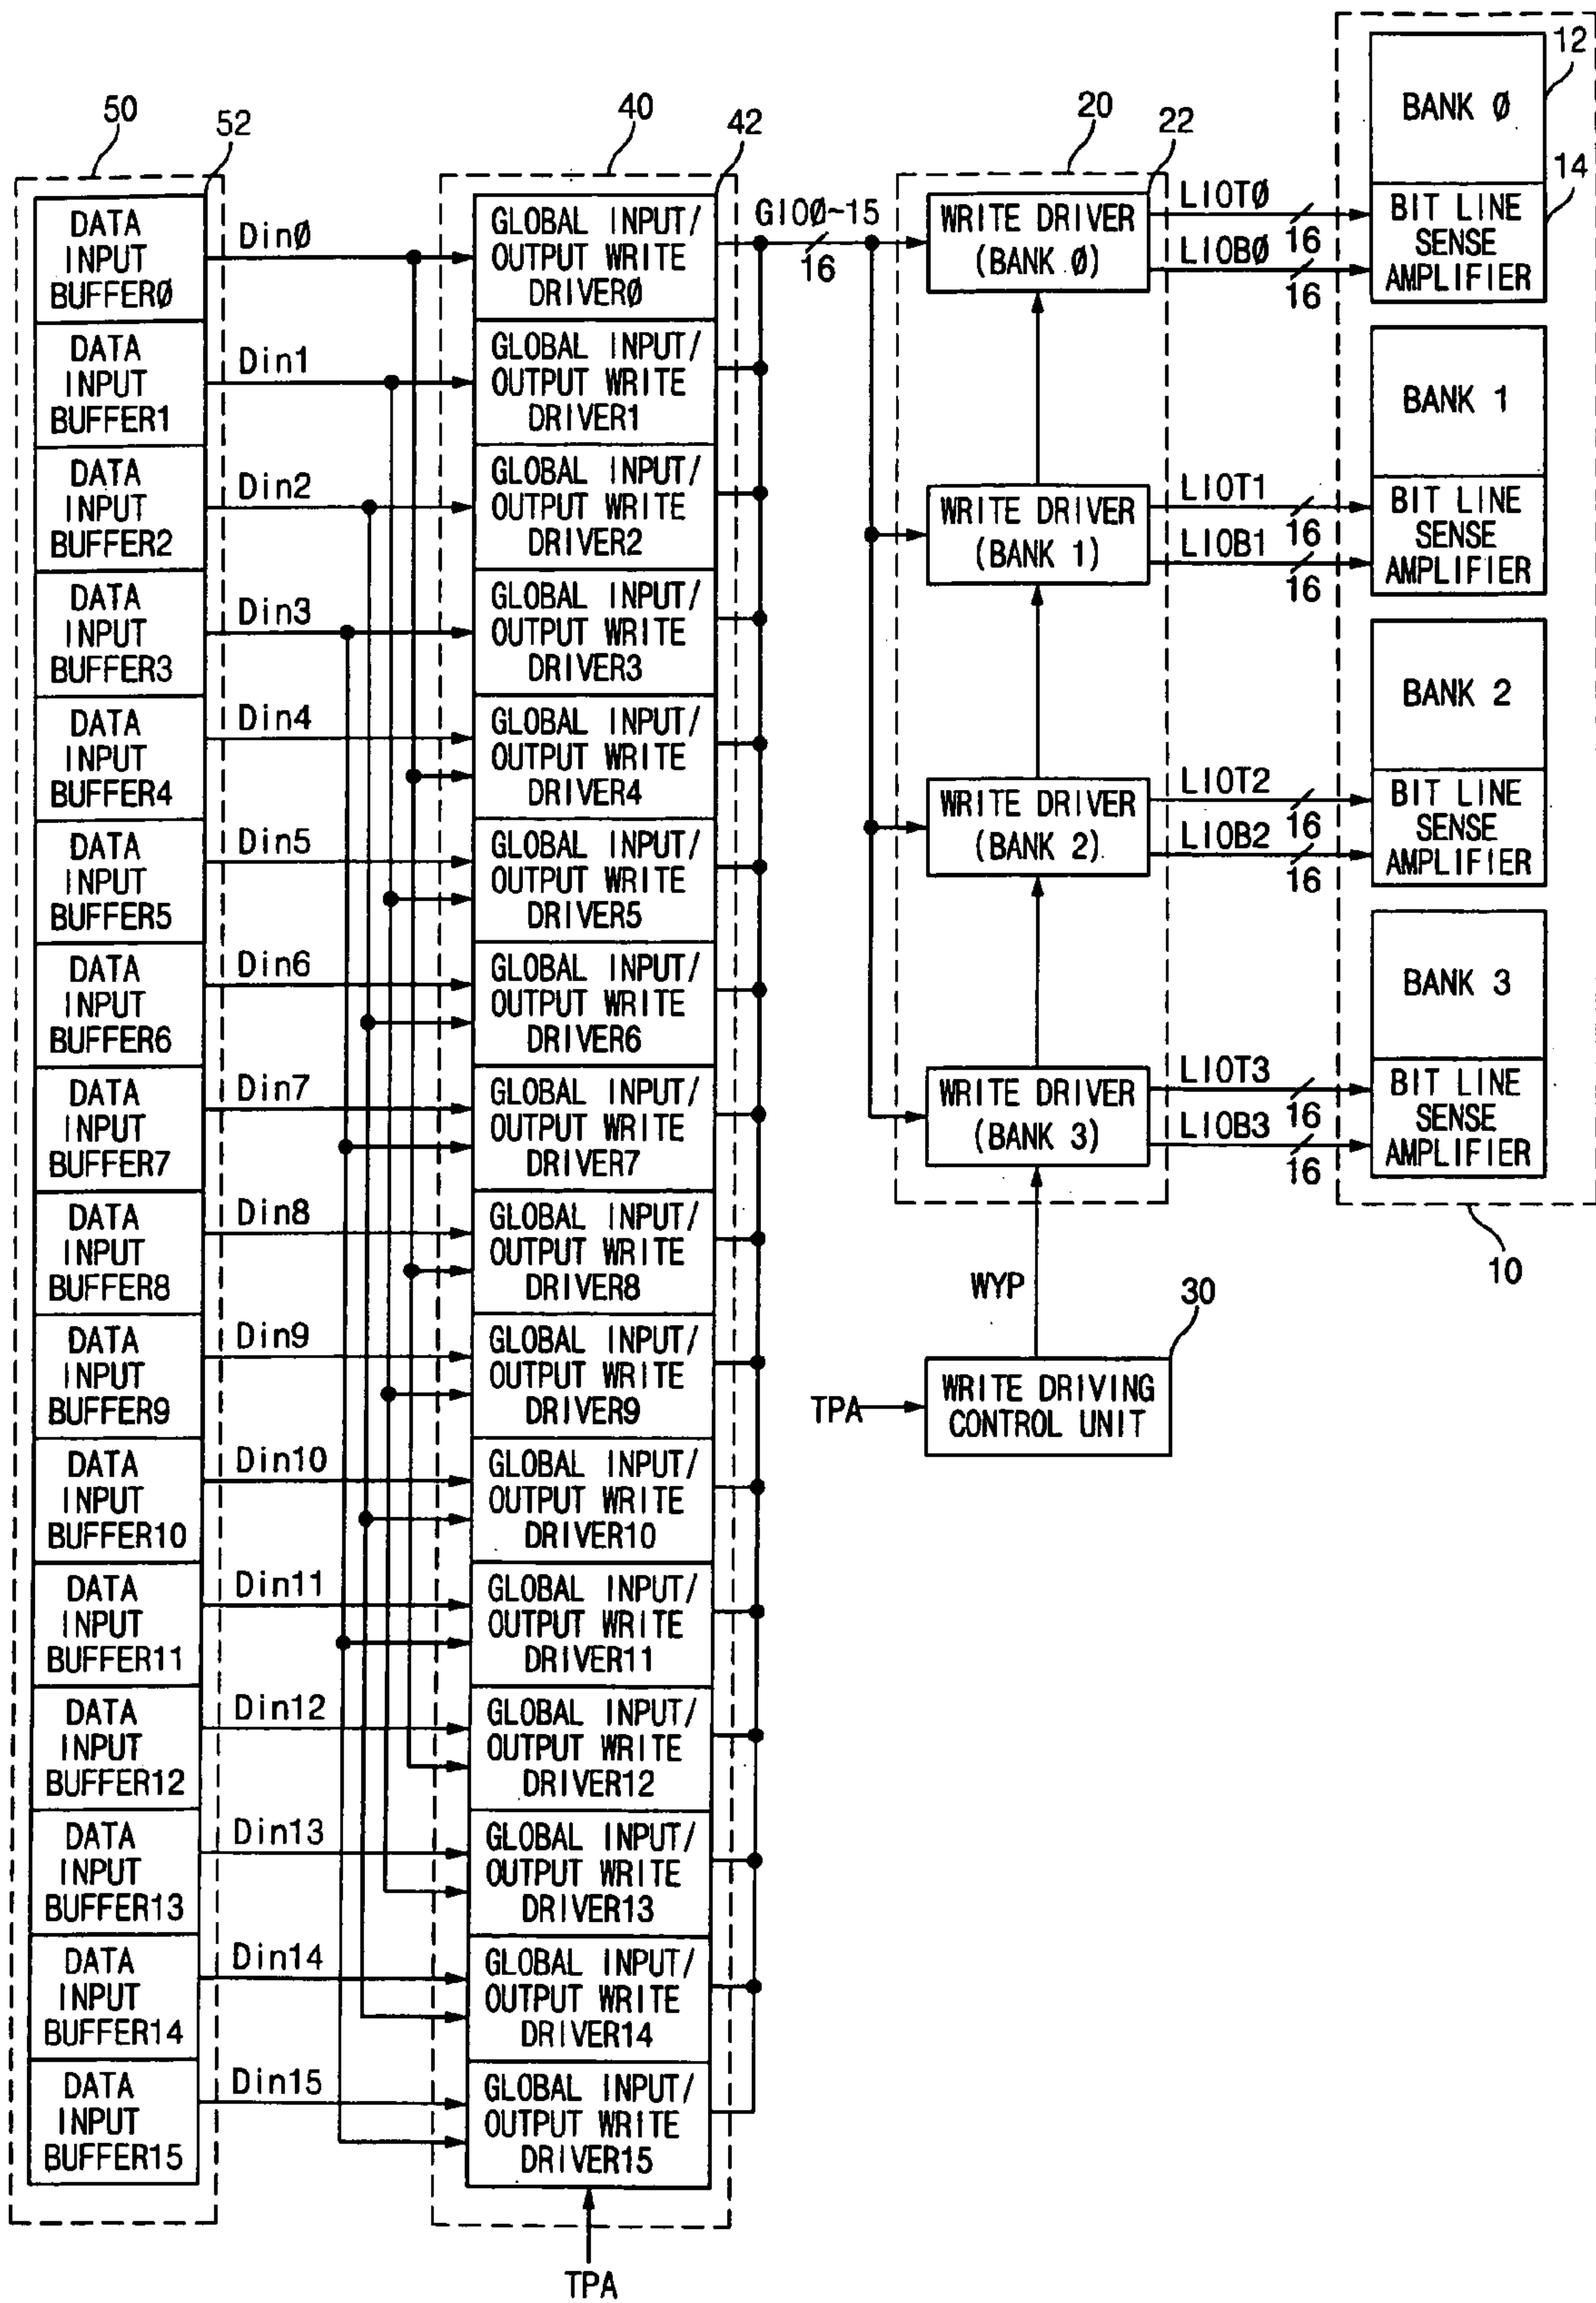 50
52
DATA
INPUT
BUFFERØ
DATA
INPUT
BUFFER1
DATA
INPUT
BUFFER2
DATA
INPUT
BUFFER3
DATA
INPUT
BUFFER4
DATA
INPUT
BUFFER5
DATA
INPUT
BUFFER6
DATA
INPUT
BUFFER7
DATA
INPUT
BUFFER8
DATA
INPUT
BUFFER9
DATA
INPUT
BUFFER10
DATA
INPUT
BUFFER11
DATA
INPUT
BUFFER12
DATA
INPUT
BUFFER13
DATA
INPUT
BUFFER14
DATA
INPUT
BUFFER15
DinØ
Din1
Din2
Din3
Din4
Din5
Din6
Din7
Din8
Din9
Din10
Din11
Din12
Din13
Din14
Din15
40
42
GLOBAL INPUT/
OUTPUT WRITE
DRIVERØ
GLOBAL INPUT/
OUTPUT WRITE
DRIVER1
GLOBAL INPUT/
OUTPUT WRITE
DRIVER2
GLOBAL INPUT/
OUTPUT WRITE
DRIVER3
GLOBAL INPUT/
OUTPUT WRITE
DRIVER4
GLOBAL INPUT/
OUTPUT WRITE
DRIVER5
GLOBAL INPUT/
OUTPUT WRITE
DRIVER6
GLOBAL INPUT/
OUTPUT WRITE
DRIVER7
GLOBAL INPUT/
OUTPUT WRITE
DRIVER8
GLOBAL INPUT/
OUTPUT WRITE
DRIVER9
GLOBAL INPUT/
OUTPUT WRITE
DRIVER10
GLOBAL INPUT/
OUTPUT WRITE
DRIVER11
GLOBAL INPUT/
OUTPUT WRITE
DRIVER12
GLOBAL INPUT/
OUTPUT WRITE
DRIVER13
GLOBAL INPUT/
OUTPUT WRITE
DRIVER14
GLOBAL INPUT/
OUTPUT WRITE
DRIVER15
TPA
GIOØ~15
16
20
22
WRITE DRIVER
(BANK Ø)
WRITE DRIVER
(BANK 1)
WRITE DRIVER
(BANK 2)
WRITE DRIVER
(BANK 3)
WYP
30
TPA
WRITE DRIVING
CONTROL UNIT
LIOTØ
16
LIOBØ
16
LIOT1
16
LIOB1
16
LIOT2
16
LIOB2
16
LIOT3
16
LIOB3
16
12
BANK Ø
14
BIT LINE
SENSE
AMPLIFIER
BANK 1
BIT LINE
SENSE
AMPLIFIER
BANK 2
BIT LINE
SENSE
AMPLIFIER
BANK 3
BIT LINE
SENSE
AMPLIFIER
10